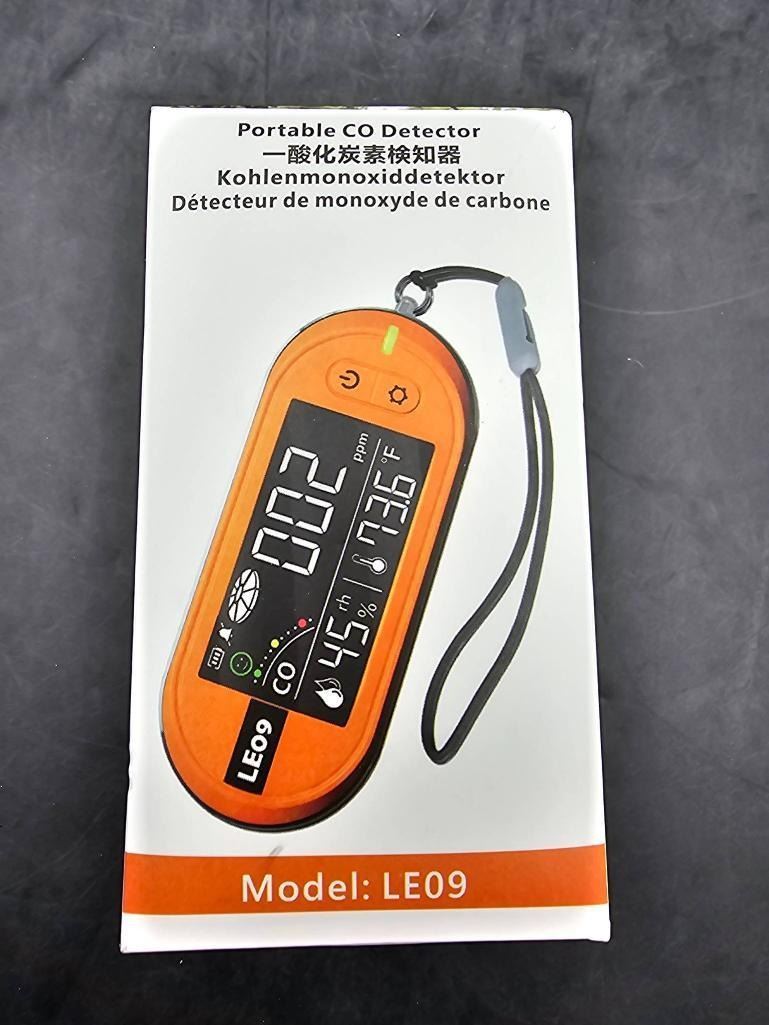 Portable CO Detector
一酸化炭素検知器
Kohlenmonoxiddetektor
Détecteur de monoxyde de carbone
002 ppm
CO
45 rh %
73.6 °F
LE09
Model: LE09